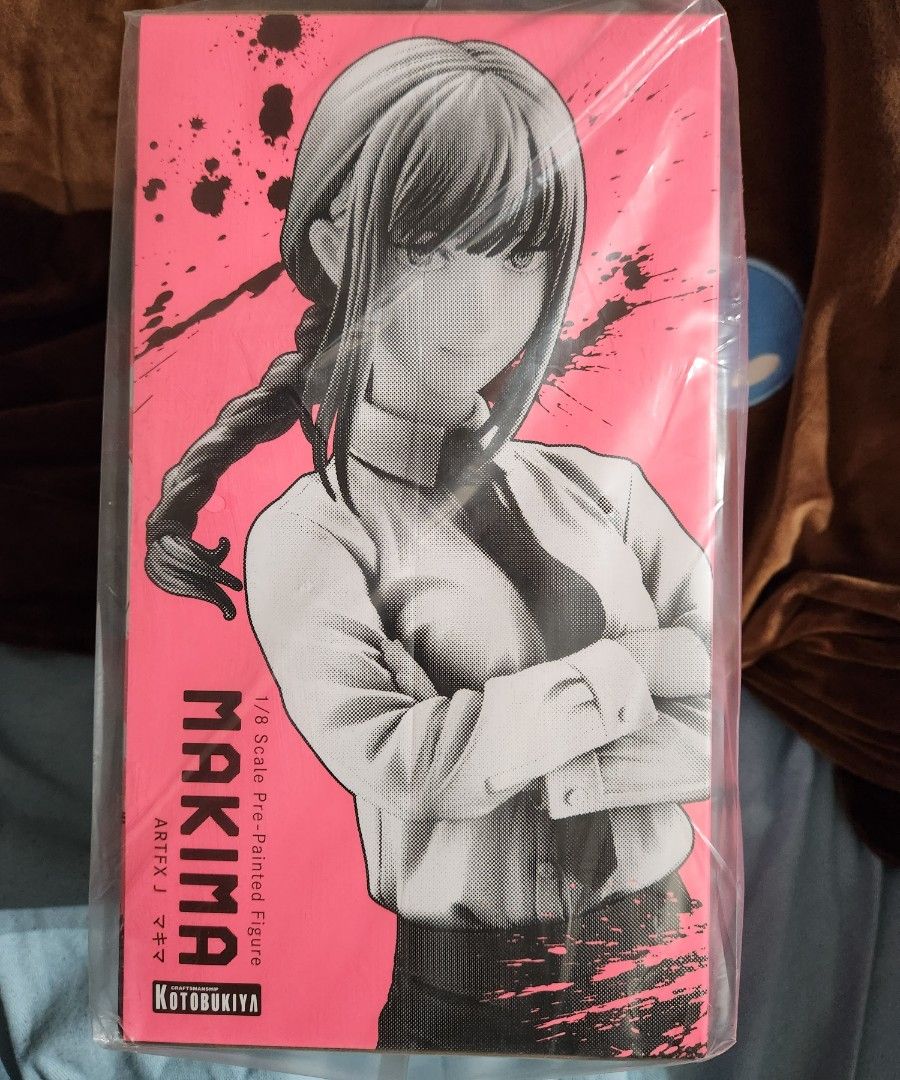 1/8 Scale Pre-Painted Figure
MAKIMA
ARTFX J マキマ
CRAFTSMANSHIP
KOTOBUKIYA